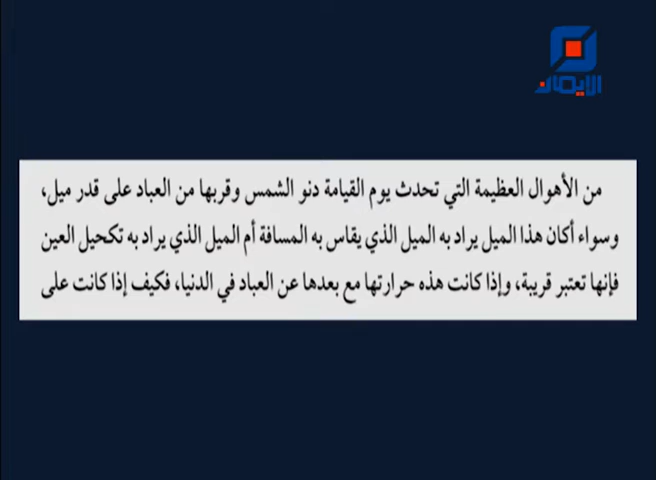 الايمان
من الأهوال العظيمة التي تحدث يوم القيامة دنو الشمس وقربها من العباد على قدر ميل،
وسواء أكان هذا الميل يراد به الميل الذي يقاس به المسافة أم الميل الذي يراد به تكحيل العين
فإنها تعتبر قريبة، وإذا كانت هذه حرارتها مع بعدها عن العباد في الدنيا، فكيف إذا كانت على